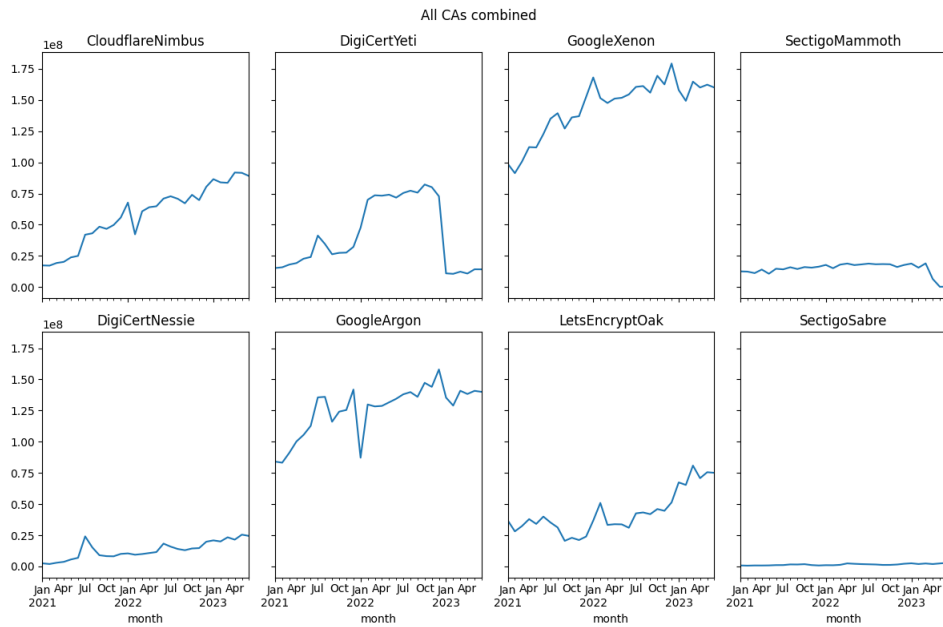 All CAs combined
CloudflareNimbus
DigiCertYeti
GoogleXenon
SectigoMammoth
1e8
1.75
1.50
1.25
1.00
0.75
0.50
0.25
0.00
DigiCertNessie
GoogleArgon
LetsEncryptOak
SectigoSabre
1e8
1.75
1.50
1.25
1.00
0.75
0.50
0.25
0.00
Jan Apr Jul Oct Jan Apr Jul Oct Jan Apr
2021 2022 2023
month
Jan Apr Jul Oct Jan Apr Jul Oct Jan Apr
2021 2022 2023
month
Jan Apr Jul Oct Jan Apr Jul Oct Jan Apr
2021 2022 2023
month
Jan Apr Jul Oct Jan Apr Jul Oct Jan Apr
2021 2022 2023
month